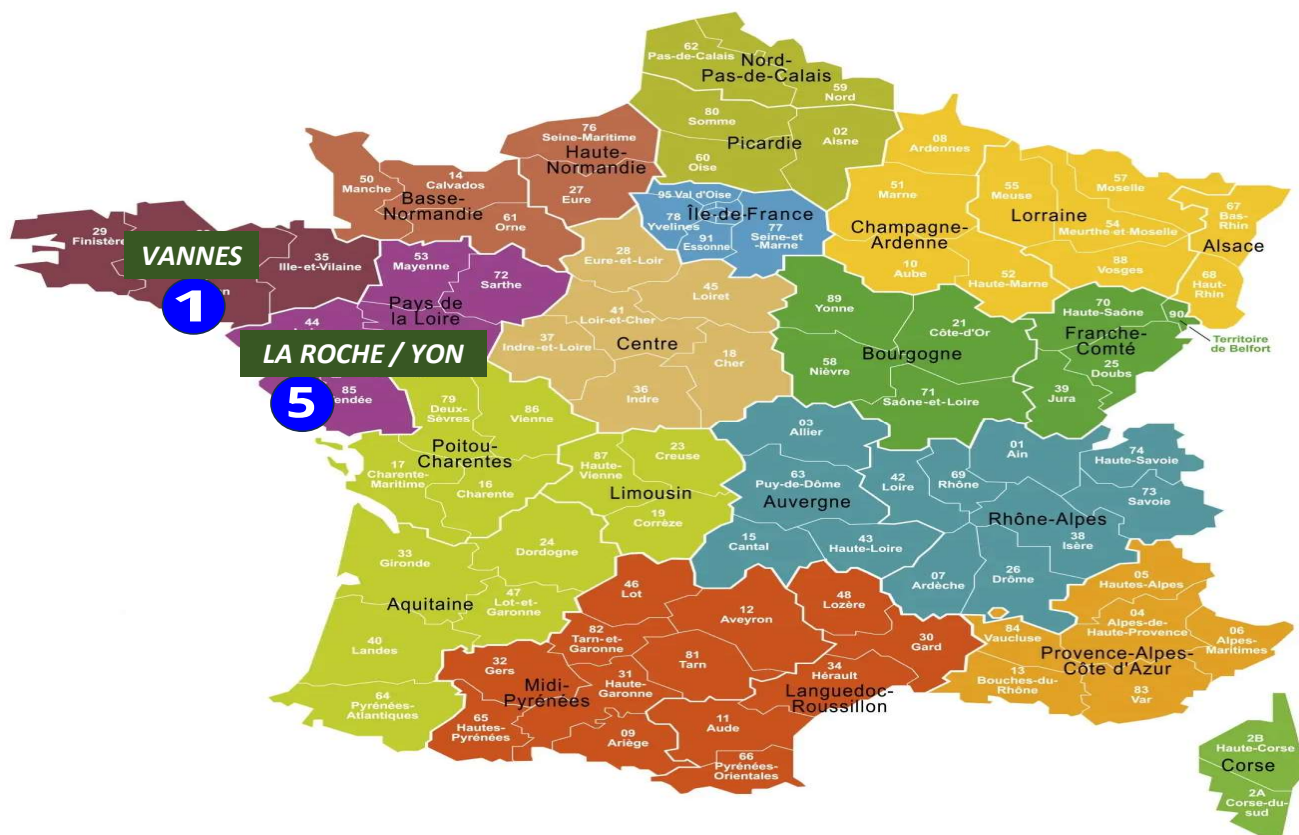 62
Pas-de-Calais
Nord-
Pas-de-Calais
59
Nord
80
Somme
02
Aisne
Picardie
60
Oise
76
Seine-Maritime
Haute-
Normandie
27
Eure
50
Manche
14
Calvados
Basse-
Normandie
61
Orne
95 Val d'Oise
Île-de-France
78
Yvelines
91
Essonne
77
Seine-et
-Marne
08
Ardennes
51
Marne
Champagne-
Ardenne
10
Aube
52
Haute-Marne
55
Meuse
57
Moselle
Lorraine
54
Meurthe et Moselle
88
Vosges
67
Bas-
Rhin
Alsace
68
Haut-
Rhin
29
Finistère
35
Ille-et-Vilaine
VANNES
1
53
Mayenne
72
Sarthe
Pays de
la Loire
44
LA ROCHE / YON
5
85
28
Eure-et-Loir
45
Loiret
41
Loir-et-Cher
37
Indre-et-Loire
Centre
18
Cher
36
Indre
89
Yonne
21
Côte-d'Or
Bourgogne
58
Nièvre
71
Saône-et-Loire
70
Haute-Saône
90
Territoire
de Belfort
Franche-
Comté
25
Doubs
39
Jura
79
Deux-
Sèvres
86
Vienne
Poitou-
Charentes
17
Charente-
Maritime
16
Charente
23
Creuse
87
Haute-
Vienne
Limousin
19
Corrèze
03
Allier
63
Puy-de-Dôme
Auvergne
15
Cantal
43
Haute-Loire
42
Loire
69
Rhône
01
Ain
74
Haute-Savoie
73
Savoie
Rhône-Alpes
38
Isère
07
Ardèche
26
Drôme
33
Gironde
24
Dordogne
47
Lot-et-
Garonne
Aquitaine
40
Landes
64
Pyrénées-
Atlantiques
46
Lot
12
Aveyron
82
Tarn-et-
Garonne
81
Tarn
32
Gers
31
Haute-
Garonne
Midi-
Pyrénées
65
Hautes-
Pyrénées
09
Ariège
48
Lozère
30
Gard
34
Hérault
Languedoc-
Roussillon
11
Aude
66
Pyrénées-
Orientales
05
Hautes-Alpes
04
Alpes-de-
Haute-Provence
06
Alpes-
Maritimes
84
Vaucluse
Provence-Alpes-
Côte d'Azur
13
Bouches-du-
Rhône
83
Var
2B
Haute-Corse
Corse
2A
Corse-du-
sud